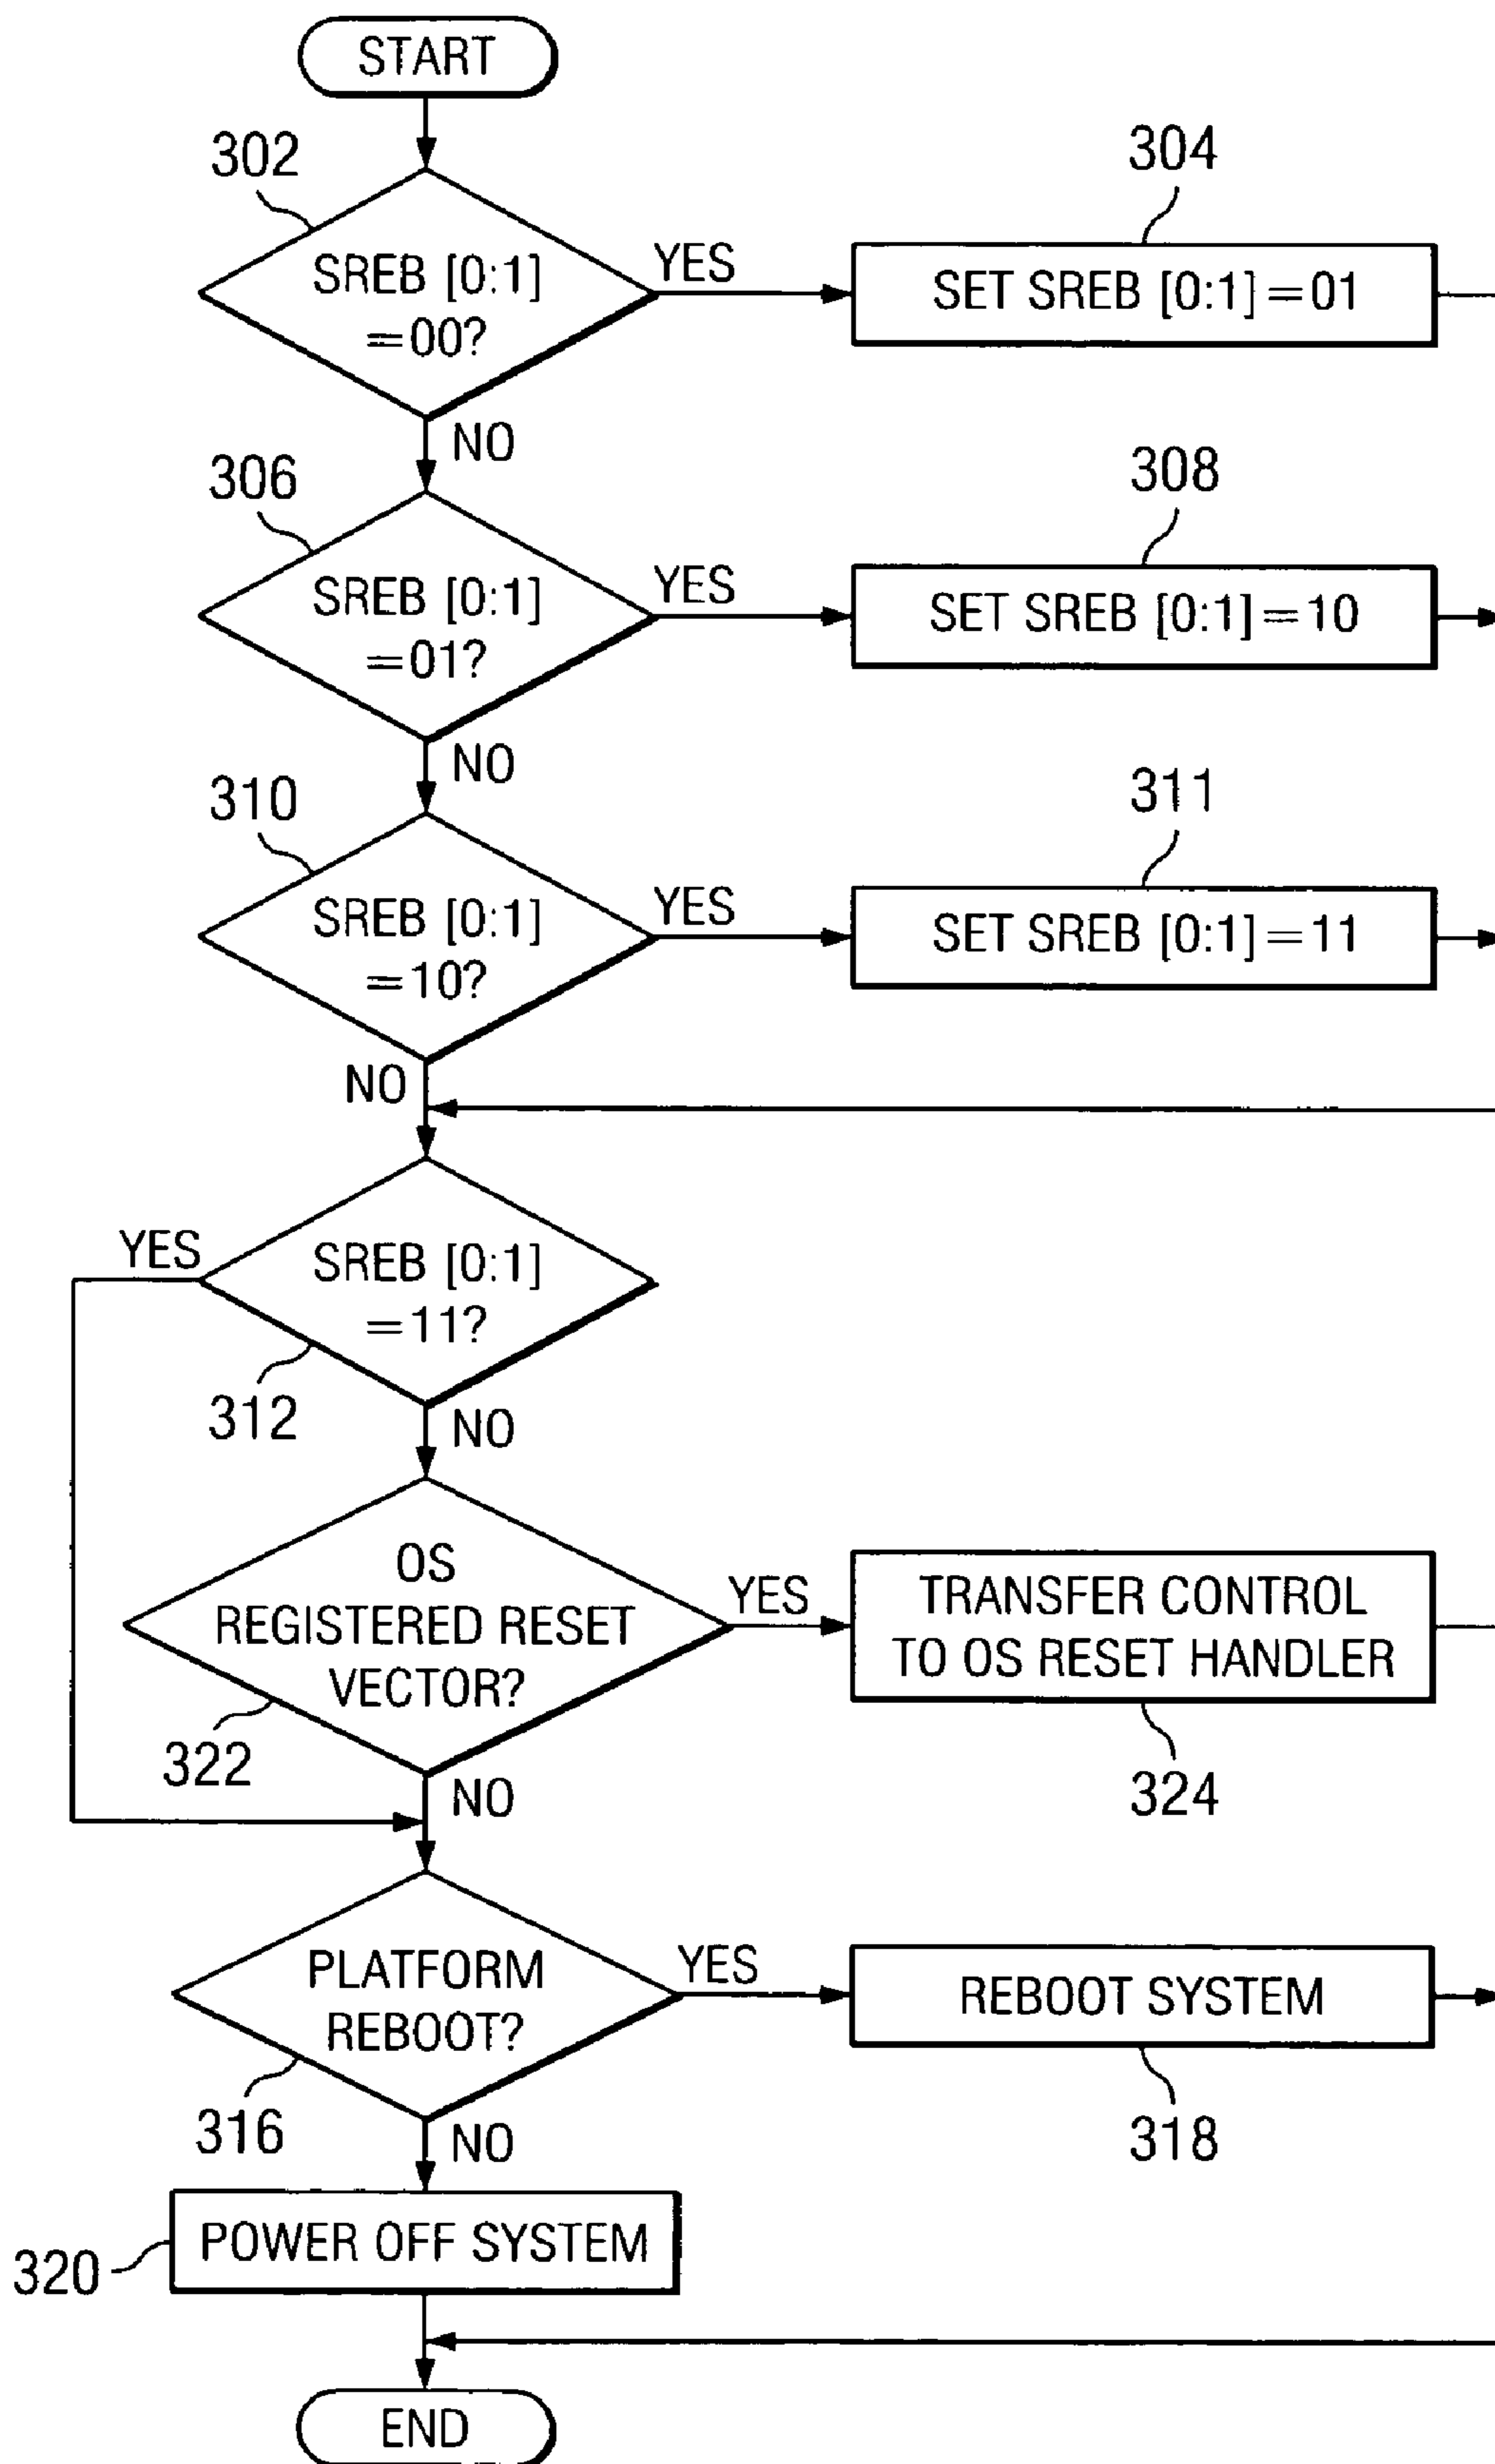 START
302
304
SREB [0:1]
=00?
YES
SET SREB [0:1]=01
NO
306
308
SREB [0:1]
=01?
YES
SET SREB [0:1]=10
NO
310
311
SREB [0:1]
=10?
YES
SET SREB [0:1]=11
NO
YES
SREB [0:1]
=11?
312
NO
OS
REGISTERED RESET
VECTOR?
YES
TRANSFER CONTROL
TO OS RESET HANDLER
322
324
NO
PLATFORM
REBOOT?
YES
REBOOT SYSTEM
316
318
NO
POWER OFF SYSTEM
320
END